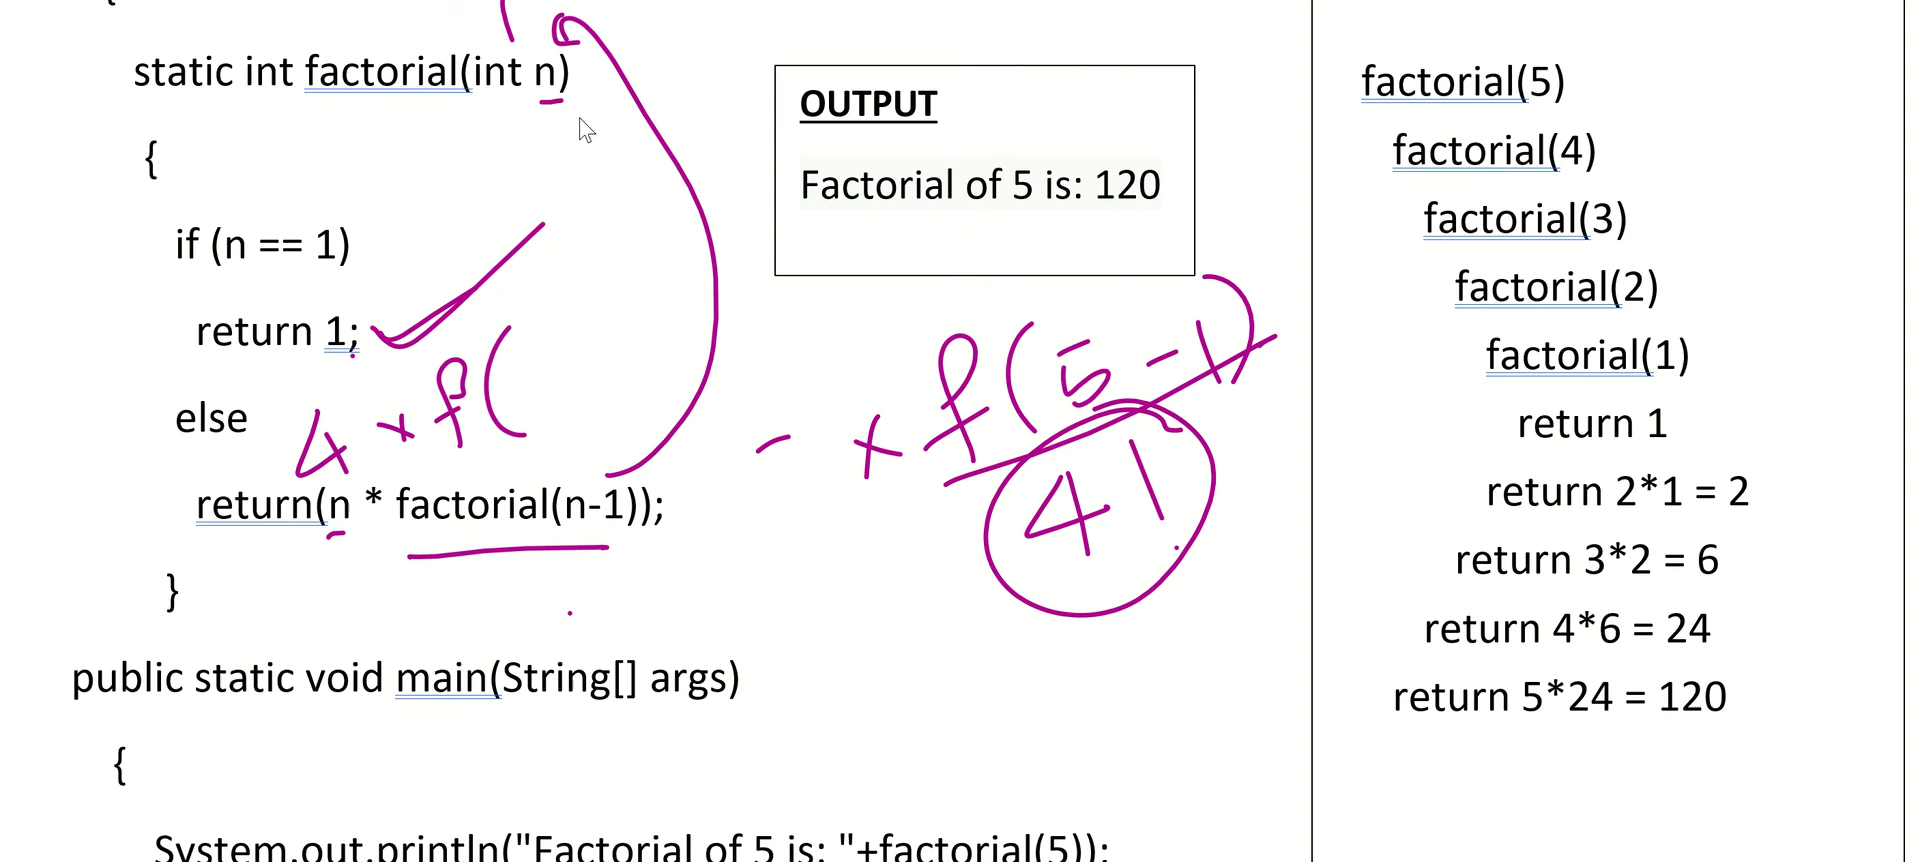 {
static int factorial(int n)
{
if (n == 1)
return 1;
else
4 * f(
return(n * factorial(n-1));
}
public static void main(String[] args)
{
System.out.println("Factorial of 5 is: "+factorial(5));
OUTPUT
Factorial of 5 is: 120
* f(5-1)
4
factorial(5)
factorial(4)
factorial(3)
factorial(2)
factorial(1)
return 1
return 2*1 = 2
return 3*2 = 6
return 4*6 = 24
return 5*24 = 120